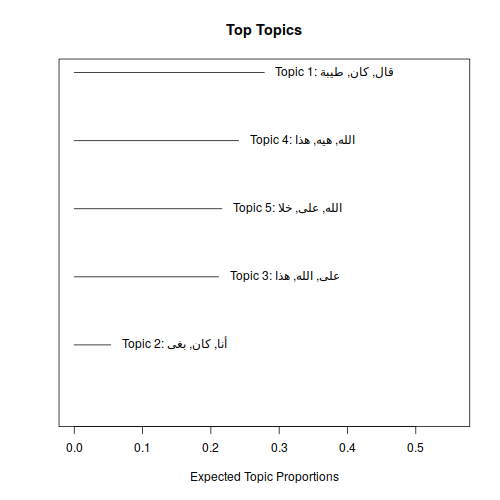 Top Topics
Topic 1: قال, كان, طيبة
Topic 4: الله, هيه, هذا
Topic 5: الله, على, خلا
Topic 3: على, الله, هذا
Topic 2: أنا, كان, بغى
0.0 0.1 0.2 0.3 0.4 0.5
Expected Topic Proportions